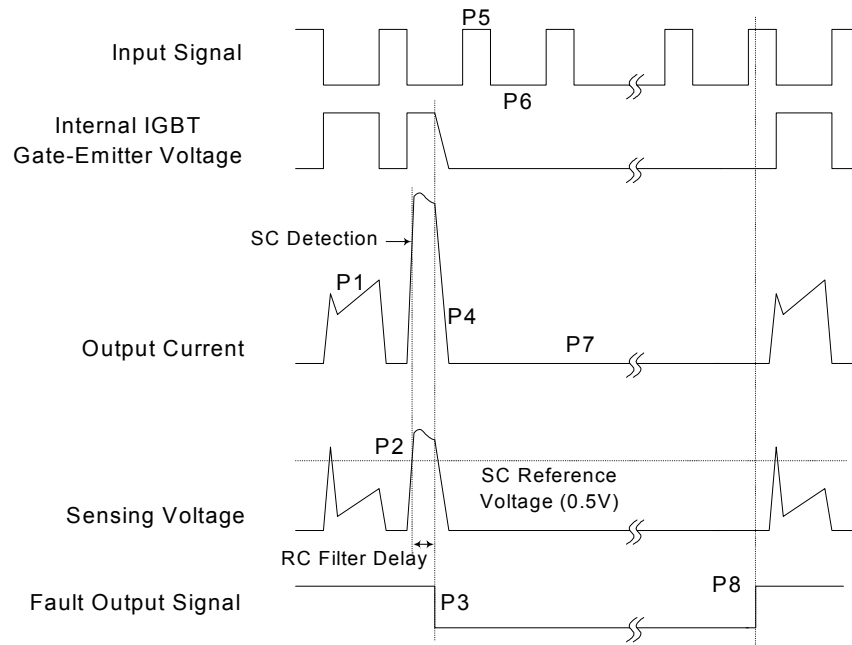 P5
Input Signal
P6
Internal IGBT
Gate-Emitter Voltage
SC Detection
P1
P4
Output Current
P7
P2
SC Reference
Voltage (0.5V)
Sensing Voltage
RC Filter Delay
Fault Output Signal
P3
P8